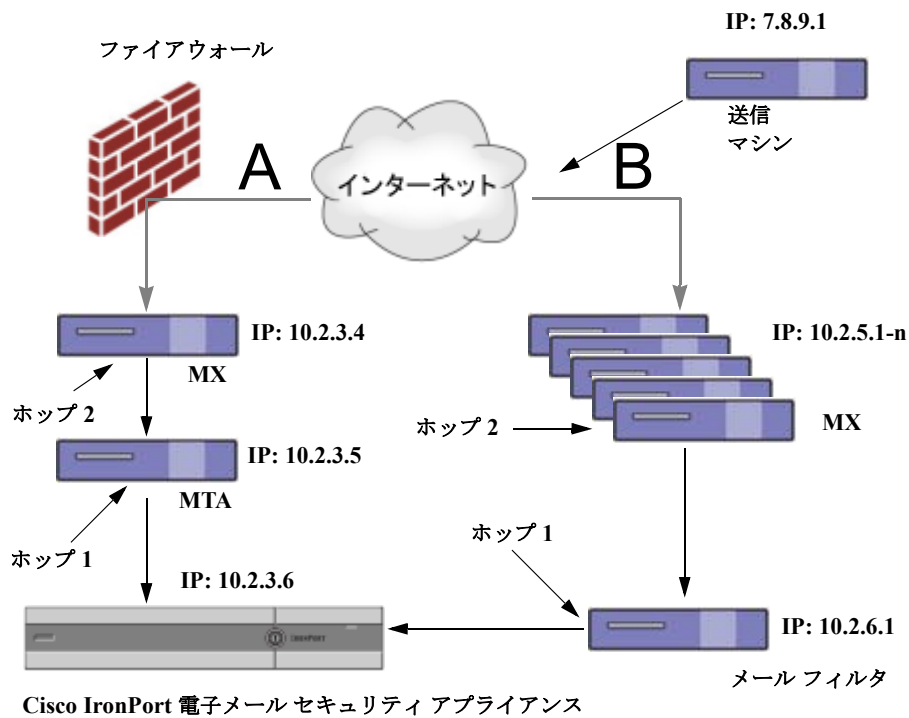 IP: 7.8.9.1
ファイアウォール
送信
マシン
A
インターネット
B
IP: 10.2.3.4
MX
IP: 10.2.5.1-n
ホップ 2
ホップ 2
MX
IP: 10.2.3.5
MTA
ホップ 1
ホップ 1
IP: 10.2.3.6
IRONPORT
IP: 10.2.6.1
メール フィルタ
Cisco IronPort 電子メール セキュリティ アプライアンス